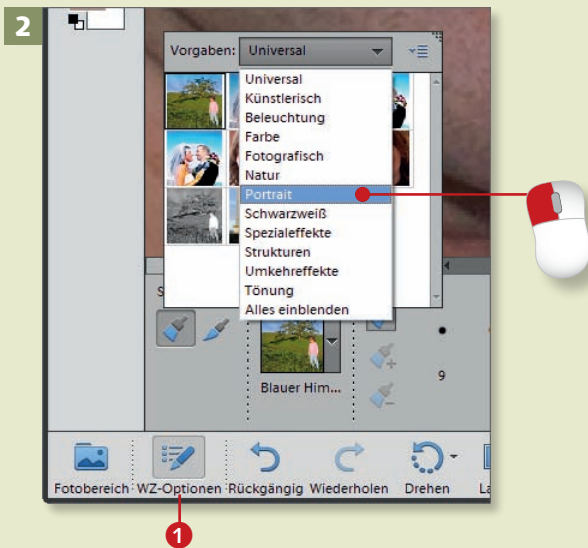 2
Vorgaben: Universal
Universal
Künstlerisch
Beleuchtung
Farbe
Fotografisch
Natur
Portrait
Schwarzweiß
Spezialeffekte
Strukturen
Umkehreffekte
Tönung
Alles einblenden
S
Blauer Him...
9
Fotobereich WZ-Optionen Rückgängig Wiederholen Drehen La
1